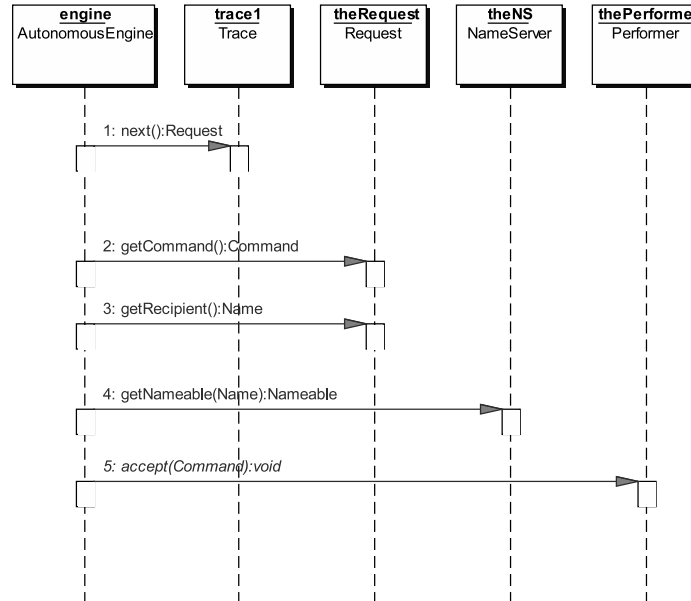 engine trace1 theRequest theNS thePerforme
AutonomousEngine Trace Request NameServer Performer
1: next():Request
2: getCommand():Command
3: getRecipient():Name
4: getNameable(Name):Nameable
5: accept(Command):void